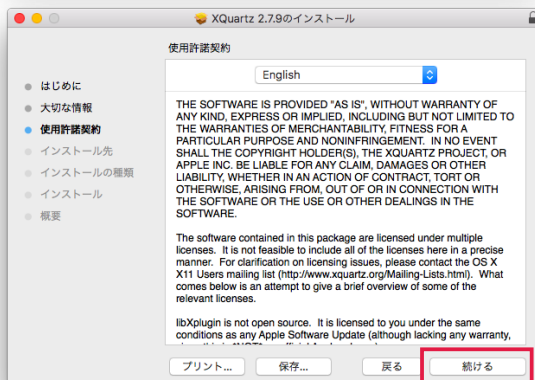 XQuartz 2.7.9のインストール
使用許諾契約
English
はじめに
大切な情報
使用許諾契約
インストール先
インストールの種類
インストール
概要
THE SOFTWARE IS PROVIDED "AS IS", WITHOUT WARRANTY OF
ANY KIND, EXPRESS OR IMPLIED, INCLUDING BUT NOT LIMITED TO
THE WARRANTIES OF MERCHANTABILITY, FITNESS FOR A
PARTICULAR PURPOSE AND NONINFRINGEMENT.  IN NO EVENT
SHALL THE COPYRIGHT HOLDER(S), THE XQUARTZ PROJECT, OR
APPLE INC. BE LIABLE FOR ANY CLAIM, DAMAGES OR OTHER
LIABILITY, WHETHER IN AN ACTION OF CONTRACT, TORT OR
OTHERWISE, ARISING FROM, OUT OF OR IN CONNECTION WITH
THE SOFTWARE OR THE USE OR OTHER DEALINGS IN THE
SOFTWARE.
The software contained in this package are licensed under multiple
licenses.  It is not feasible to include all of the licenses here in a precise
manner.  For clarification on licensing issues, please contact the OS X
X11 Users mailing list (http://www.xquartz.org/Mailing-Lists.html).  What
comes below is an attempt to give a brief overview of some of the
relevant licenses.
libXplugin is not open source.  It is licensed to you under the same
conditions as any Apple Software Update (although lacking any warranty,
プリント...
保存...
戻る
続ける